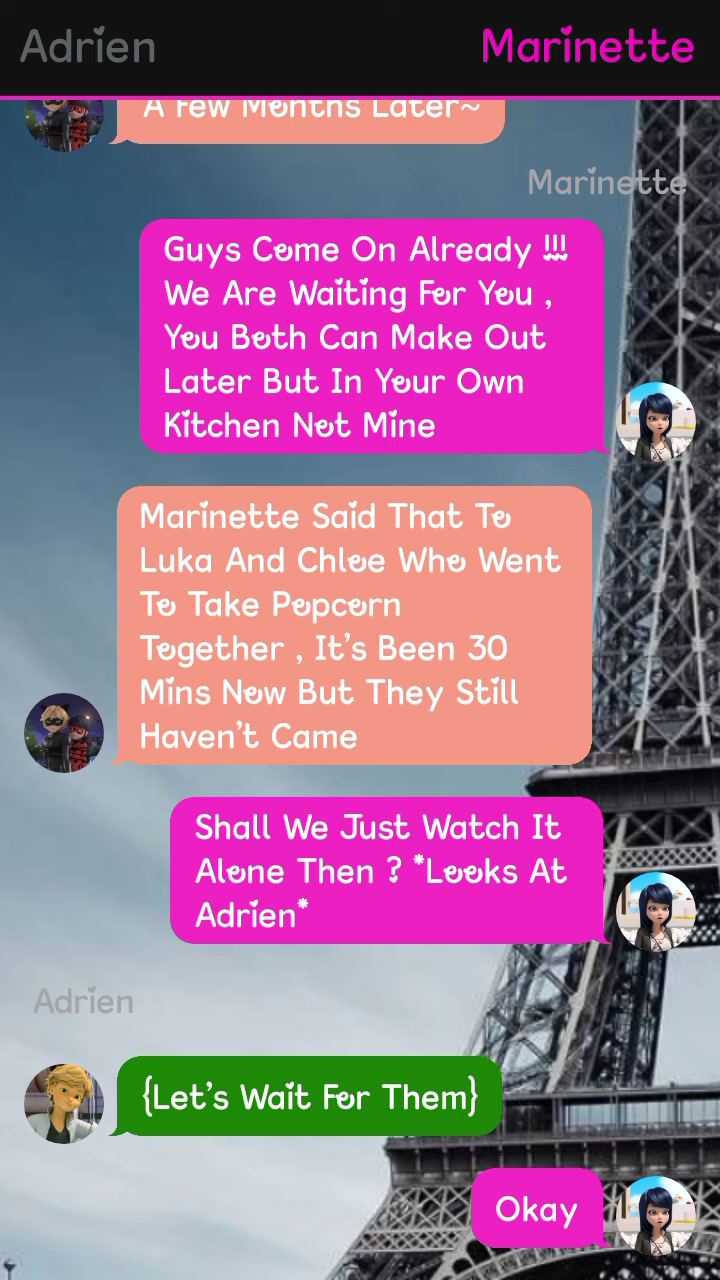 Adrien
Marinette
A Few Months Later~
Marinette
Guys Come On Already !!!
We Are Waiting For You ,
You Both Can Make Out
Later But In Your Own
Kitchen Not Mine
Marinette Said That To
Luka And Chloe Who Went
To Take Popcorn
Together , It's Been 30
Mins Now But They Still
Haven't Came
Shall We Just Watch It
Alone Then ? *Looks At
Adrien*
Adrien
{Let's Wait For Them}
Okay